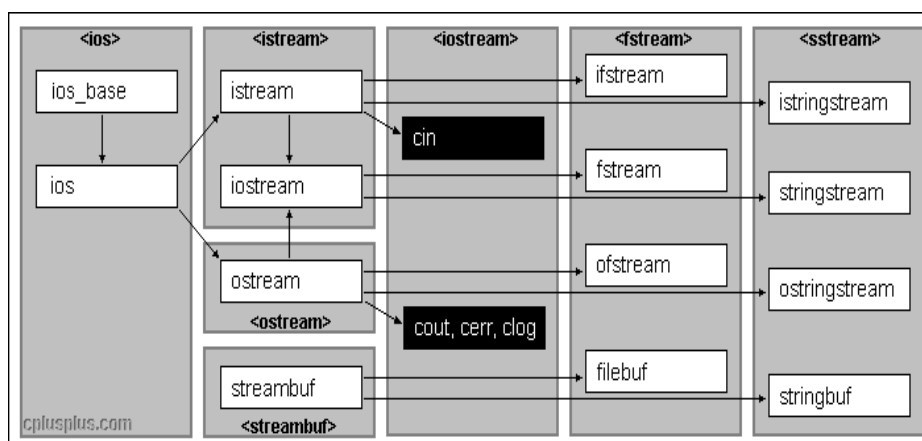 <ios>
ios_base
ios
<istream>
istream
iostream
ostream
<ostream>
streambuf
<streambuf>
<iostream>
cin
cout, cerr, clog
<fstream>
ifstream
fstream
ofstream
filebuf
<sstream>
istringstream
stringstream
ostringstream
stringbuf
cplusplus.com